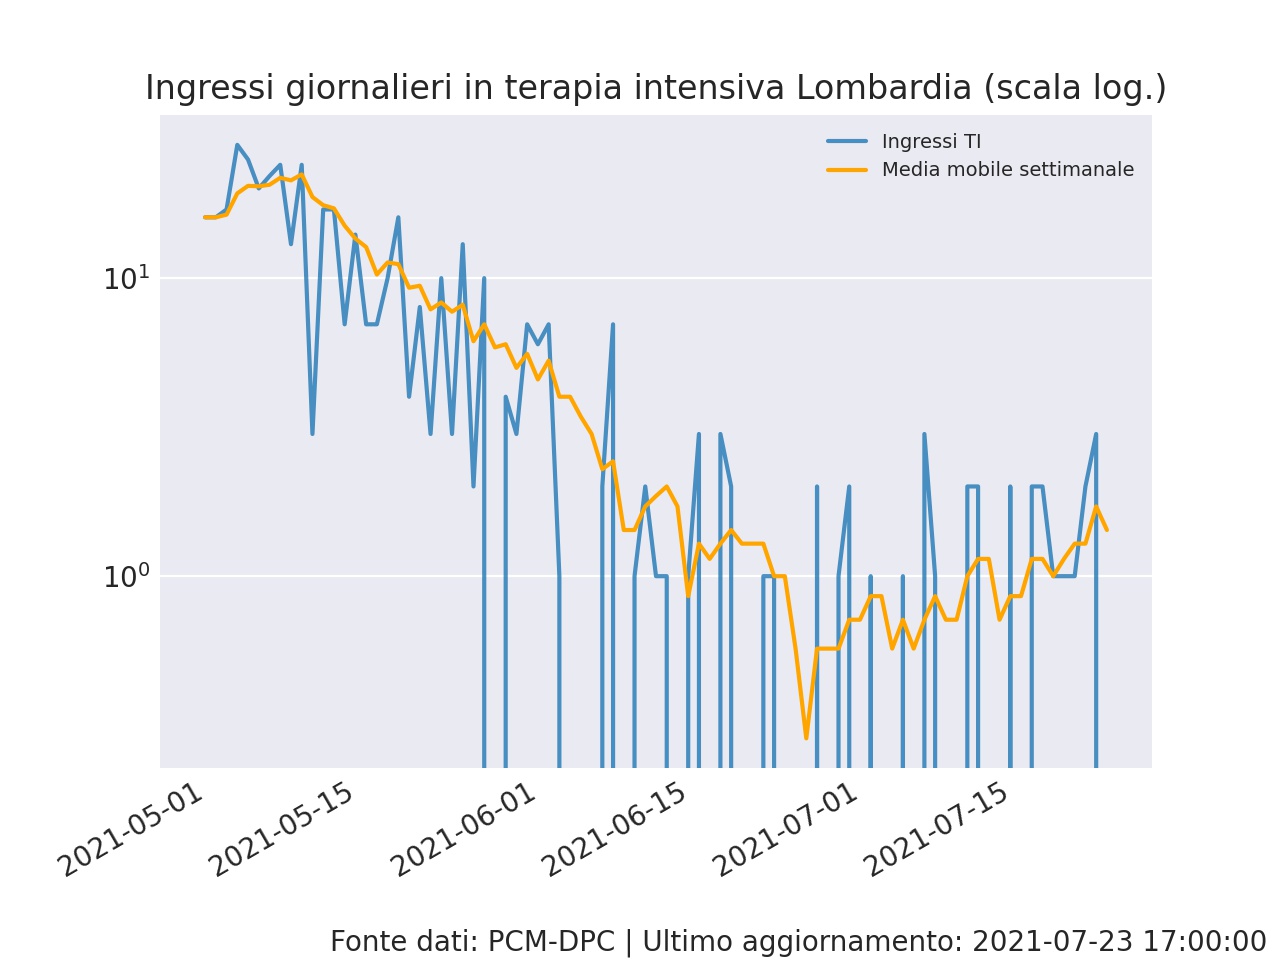 Ingressi giornalieri in terapia intensiva Lombardia (scala log.)
Ingressi TI
Media mobile settimanale
10¹
10⁰
2021-05-01
2021-05-15
2021-06-01
2021-06-15
2021-07-01
2021-07-15
Fonte dati: PCM-DPC | Ultimo aggiornamento: 2021-07-23 17:00:00